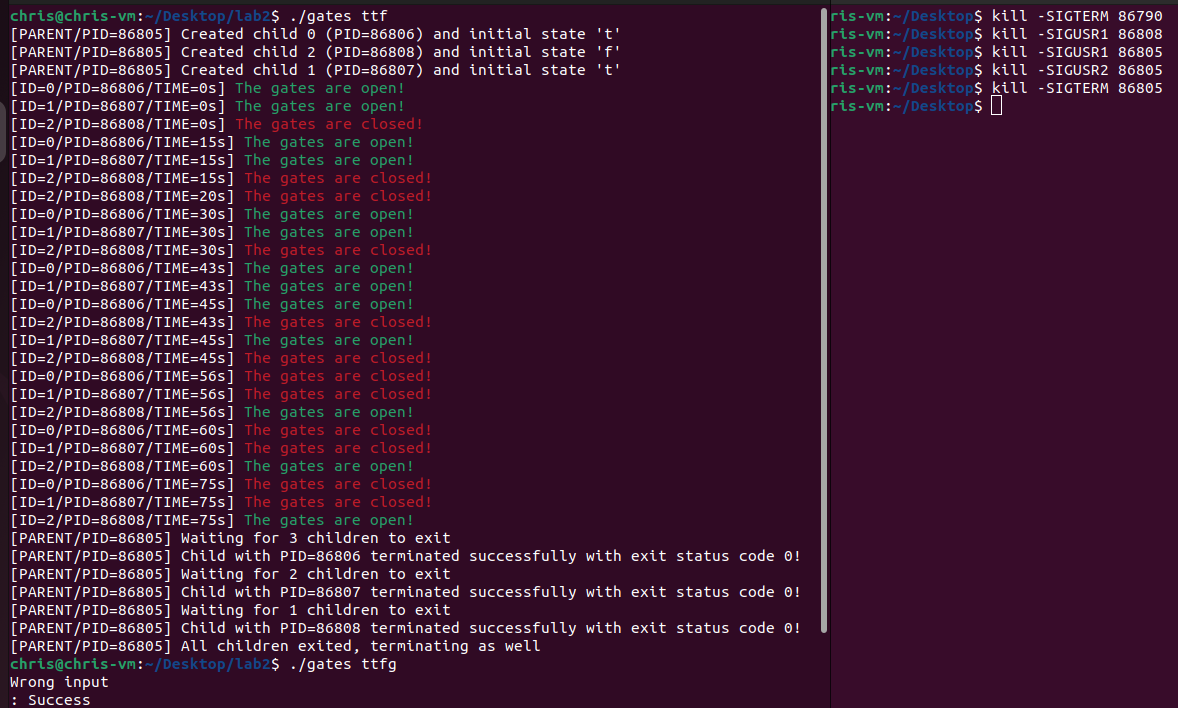 chris@chris-vm:~/Desktop/lab2$ ./gates ttf
[PARENT/PID=86805] Created child 0 (PID=86806) and initial state 't'
[PARENT/PID=86805] Created child 2 (PID=86808) and initial state 'f'
[PARENT/PID=86805] Created child 1 (PID=86807) and initial state 't'
[ID=0/PID=86806/TIME=0s] The gates are open!
[ID=1/PID=86807/TIME=0s] The gates are open!
[ID=2/PID=86808/TIME=0s] The gates are closed!
[ID=0/PID=86806/TIME=15s] The gates are open!
[ID=1/PID=86807/TIME=15s] The gates are open!
[ID=2/PID=86808/TIME=15s] The gates are closed!
[ID=2/PID=86808/TIME=20s] The gates are closed!
[ID=0/PID=86806/TIME=30s] The gates are open!
[ID=1/PID=86807/TIME=30s] The gates are open!
[ID=2/PID=86808/TIME=30s] The gates are closed!
[ID=0/PID=86806/TIME=43s] The gates are open!
[ID=1/PID=86807/TIME=43s] The gates are open!
[ID=0/PID=86806/TIME=45s] The gates are open!
[ID=2/PID=86808/TIME=43s] The gates are closed!
[ID=1/PID=86807/TIME=45s] The gates are open!
[ID=2/PID=86808/TIME=45s] The gates are closed!
[ID=0/PID=86806/TIME=56s] The gates are closed!
[ID=1/PID=86807/TIME=56s] The gates are closed!
[ID=2/PID=86808/TIME=56s] The gates are open!
[ID=0/PID=86806/TIME=60s] The gates are closed!
[ID=1/PID=86807/TIME=60s] The gates are closed!
[ID=2/PID=86808/TIME=60s] The gates are open!
[ID=0/PID=86806/TIME=75s] The gates are closed!
[ID=1/PID=86807/TIME=75s] The gates are closed!
[ID=2/PID=86808/TIME=75s] The gates are open!
[PARENT/PID=86805] Waiting for 3 children to exit
[PARENT/PID=86805] Child with PID=86806 terminated successfully with exit status code 0!
[PARENT/PID=86805] Waiting for 2 children to exit
[PARENT/PID=86805] Child with PID=86807 terminated successfully with exit status code 0!
[PARENT/PID=86805] Waiting for 1 children to exit
[PARENT/PID=86805] Child with PID=86808 terminated successfully with exit status code 0!
[PARENT/PID=86805] All children exited, terminating as well
chris@chris-vm:~/Desktop/lab2$ ./gates ttfg
Wrong input
: Success
ris-vm:~/Desktop$ kill -SIGTERM 86790
ris-vm:~/Desktop$ kill -SIGUSR1 86808
ris-vm:~/Desktop$ kill -SIGUSR1 86805
ris-vm:~/Desktop$ kill -SIGUSR2 86805
ris-vm:~/Desktop$ kill -SIGTERM 86805
ris-vm:~/Desktop$